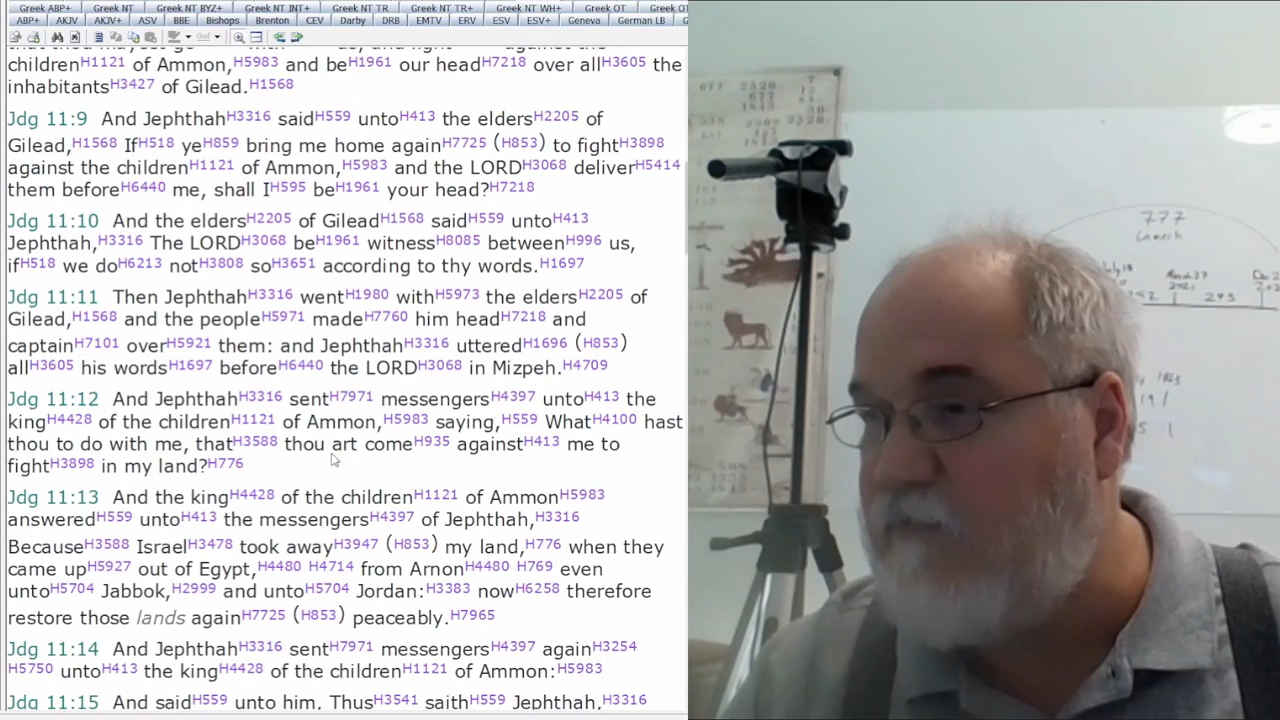 Greek ABP+ Greek NT Greek NT BYZ+ Greek NT INT+ Greek NT TR Greek NT TR+ Greek NT WH+ Greek OT Greek OT
ABP+ AKJV AKJV+ ASV BBE Bishops Brenton CEV Darby DRB EMTV ERV ESV ESV+ Geneva German LB G
children H1121 of Ammon, H5983 and be H1961 our head H7218 over all H3605 the
inhabitants H3427 of Gilead. H1568
Jdg 11:9 And Jephthah H3316 said H559 unto H413 the elders H2205 of
Gilead, H1568 If H518 ye H859 bring me home again H7725 (H853) to fight H3898
against the children H1121 of Ammon, H5983 and the LORD H3068 deliver H5414
them before H6440 me, shall I H595 be H1961 your head? H7218
Jdg 11:10 And the elders H2205 of Gilead H1568 said H559 unto H413
Jephthah, H3316 The LORD H3068 be H1961 witness H8085 between H996 us,
if H518 we do H6213 not H3808 so H3651 according to thy words. H1697
Jdg 11:11 Then Jephthah H3316 went H1980 with H5973 the elders H2205 of
Gilead, H1568 and the people H5971 made H7760 him head H7218 and
captain H7101 over H5921 them: and Jephthah H3316 uttered H1696 (H853)
all H3605 his words H1697 before H6440 the LORD H3068 in Mizpeh. H4709
Jdg 11:12 And Jephthah H3316 sent H7971 messengers H4397 unto H413 the
king H4428 of the children H1121 of Ammon, H5983 saying, H559 What H4100 hast
thou to do with me, that H3588 thou art come H935 against H413 me to
fight H3898 in my land? H776
Jdg 11:13 And the king H4428 of the children H1121 of Ammon H5983
answered H559 unto H413 the messengers H4397 of Jephthah, H3316
Because H3588 Israel H3478 took away H3947 (H853) my land, H776 when they
came up H5927 out of Egypt, H4480 H4714 from Arnon H4480 H769 even
unto H5704 Jabbok, H2999 and unto H5704 Jordan: H3383 now H6258 therefore
restore those lands again H7725 (H853) peaceably. H7965
Jdg 11:14 And Jephthah H3316 sent H7971 messengers H4397 again H3254
H5750 unto H413 the king H4428 of the children H1121 of Ammon: H5983
Jdg 11:15 And said H559 unto him, Thus H3541 saith H559 Jephthah, H3316
677 2520
777
Lamech
293